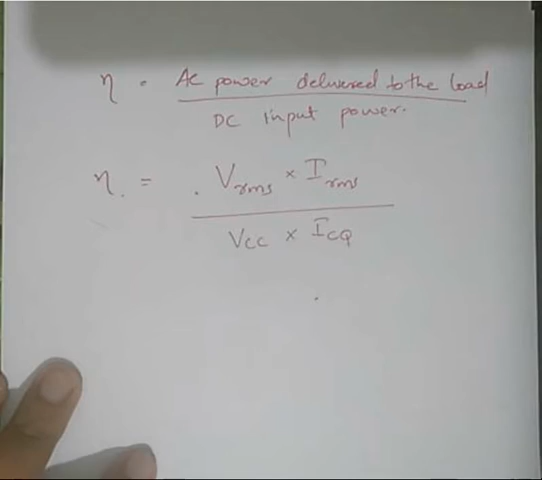 η = AC power delivered to the load
DC input power.
η = Vrms × Irms
VCC × ICQ